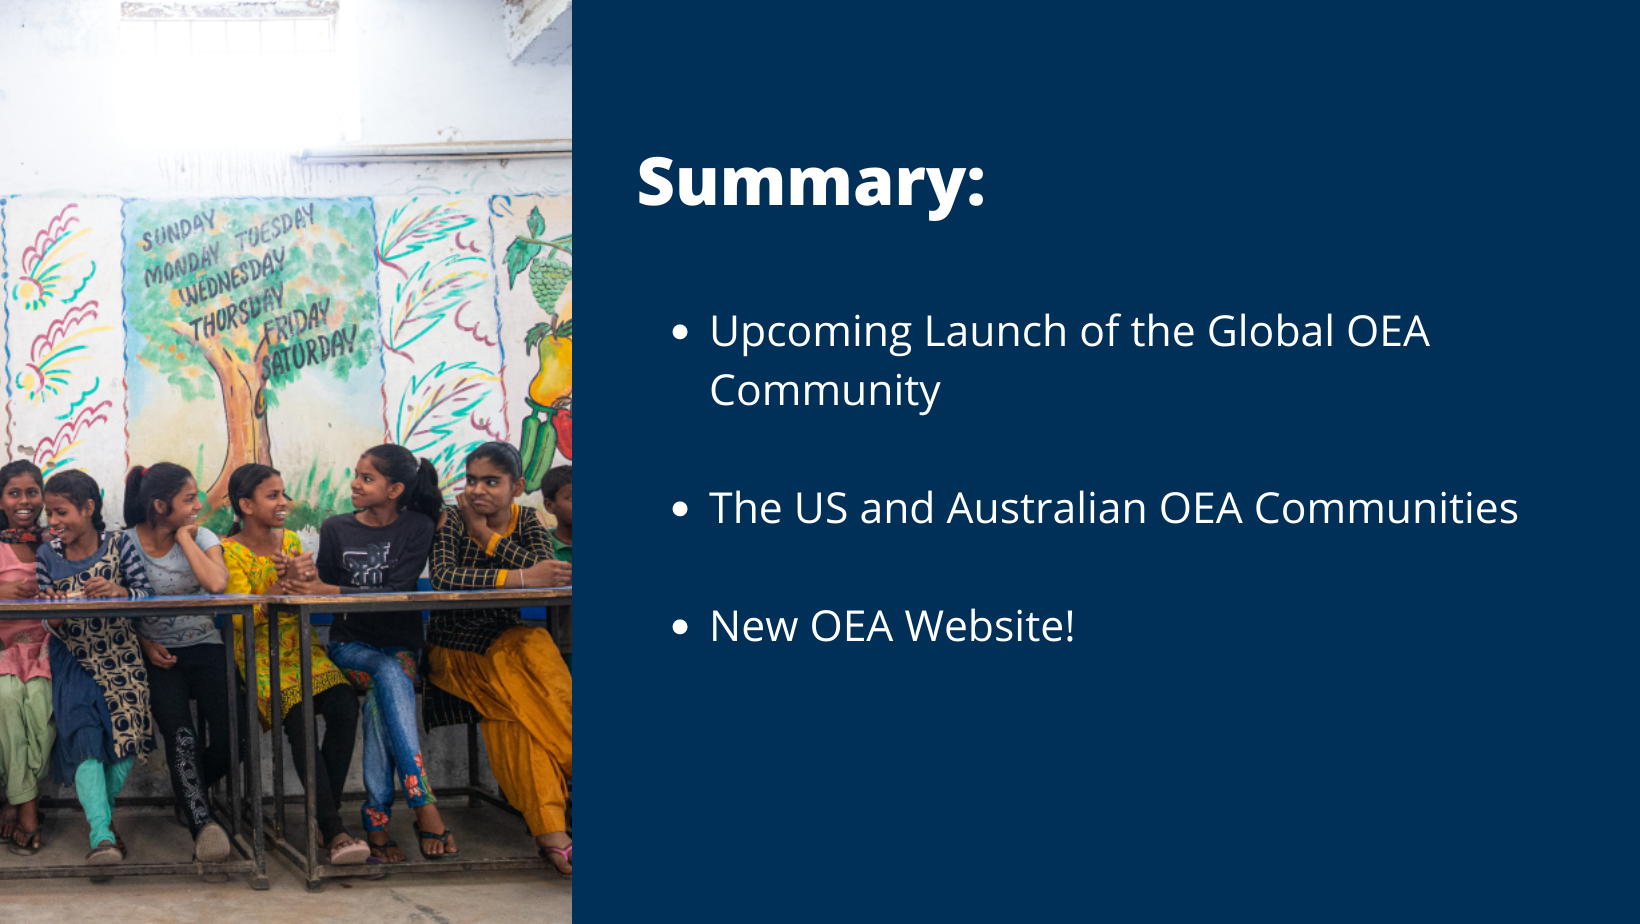 SUNDAY
MONDAY TUESDAY
WEDNESDAY
THORSDAY
FRIDAY
SATURDAY
Summary:
• Upcoming Launch of the Global OEA
Community
• The US and Australian OEA Communities
• New OEA Website!